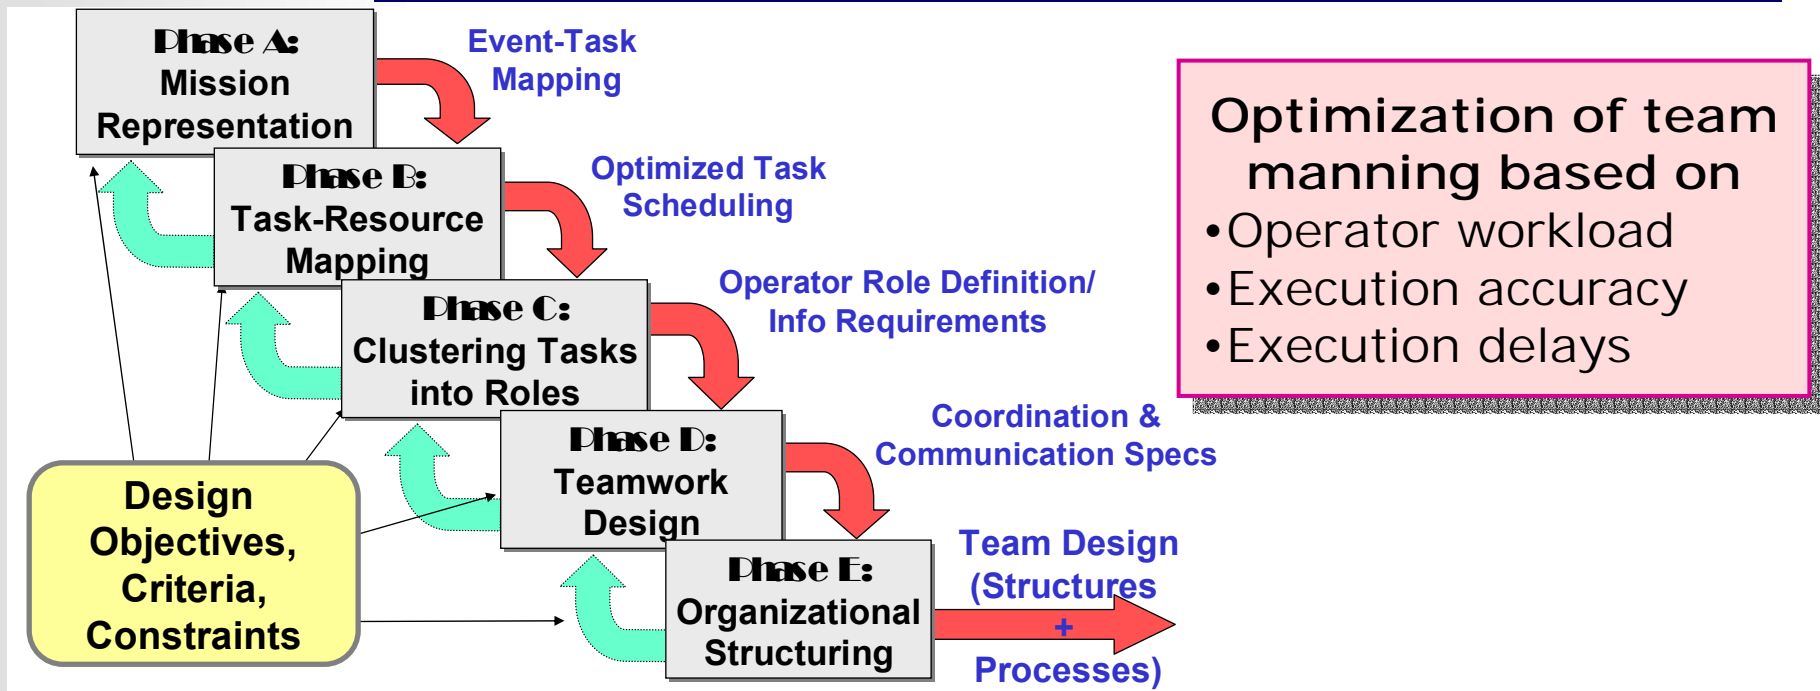 Phase A:
Mission
Representation
Event-Task
Mapping
Phase B:
Task-Resource
Mapping
Optimized Task
Scheduling
Phase C:
Clustering Tasks
into Roles
Operator Role Definition/
Info Requirements
Phase D:
Teamwork
Design
Coordination &
Communication Specs
Phase E:
Organizational
Structuring
Team Design
(Structures
+
Processes)
Design
Objectives,
Criteria,
Constraints
Optimization of team
manning based on
•Operator workload
•Execution accuracy
•Execution delays